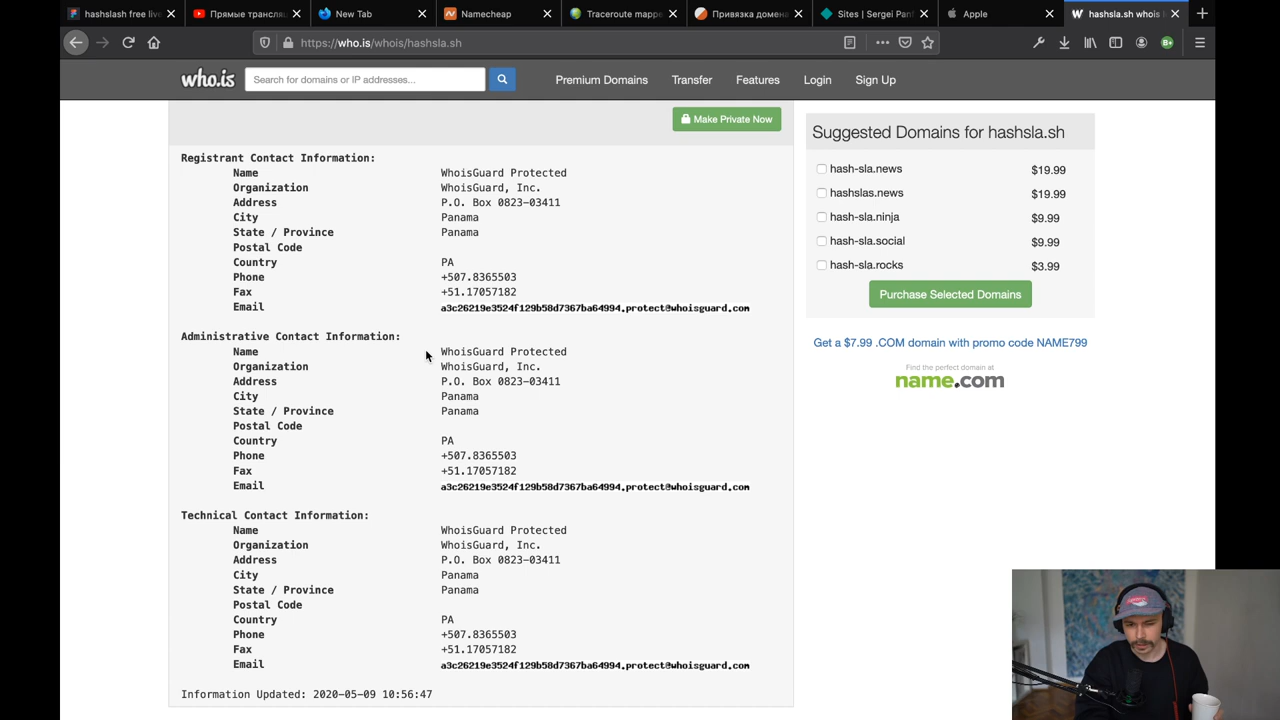 hashslash free live
Прямые трансляц
New Tab
Namecheap
Traceroute mappe
Привязка домена
Sites | Sergei Pan
Apple
hashsla.sh whois l
https://who.is/whois/hashsla.sh
who.is
Search for domains or IP addresses...
Premium Domains
Transfer
Features
Login
Sign Up
Make Private Now
Registrant Contact Information:
Name WhoisGuard Protected
Organization WhoisGuard, Inc.
Address P.O. Box 0823-03411
City Panama
State / Province Panama
Postal Code
Country PA
Phone +507.8365503
Fax +51.17057182
Email a3c26219e3524f129b58d7367ba64994.protect@whoisguard.com
Administrative Contact Information:
Name WhoisGuard Protected
Organization WhoisGuard, Inc.
Address P.O. Box 0823-03411
City Panama
State / Province Panama
Postal Code
Country PA
Phone +507.8365503
Fax +51.17057182
Email a3c26219e3524f129b58d7367ba64994.protect@whoisguard.com
Technical Contact Information:
Name WhoisGuard Protected
Organization WhoisGuard, Inc.
Address P.O. Box 0823-03411
City Panama
State / Province Panama
Postal Code
Country PA
Phone +507.8365503
Fax +51.17057182
Email a3c26219e3524f129b58d7367ba64994.protect@whoisguard.com
Information Updated: 2020-05-09 10:56:47
Suggested Domains for hashsla.sh
hash-sla.news $19.99
hashslas.news $19.99
hash-sla.ninja $9.99
hash-sla.social $9.99
hash-sla.rocks $3.99
Purchase Selected Domains
Get a $7.99 .COM domain with promo code NAME799
Find the perfect domain at
name.com